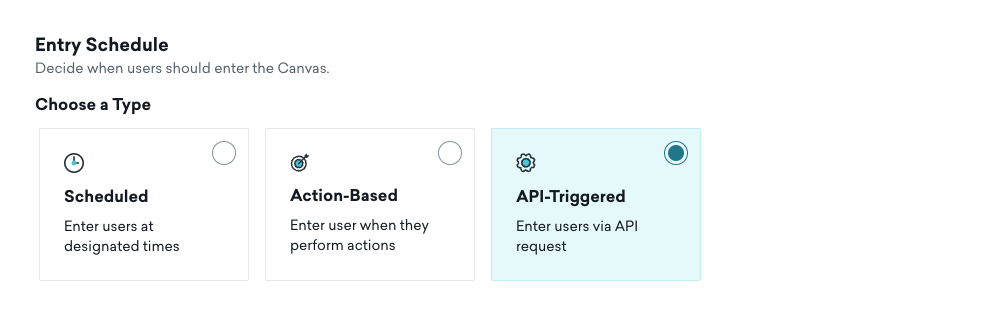 Entry Schedule
Decide when users should enter the Canvas.
Choose a Type
Scheduled
Enter users at
designated times
Action-Based
Enter user when they
perform actions
API-Triggered
Enter users via API
request